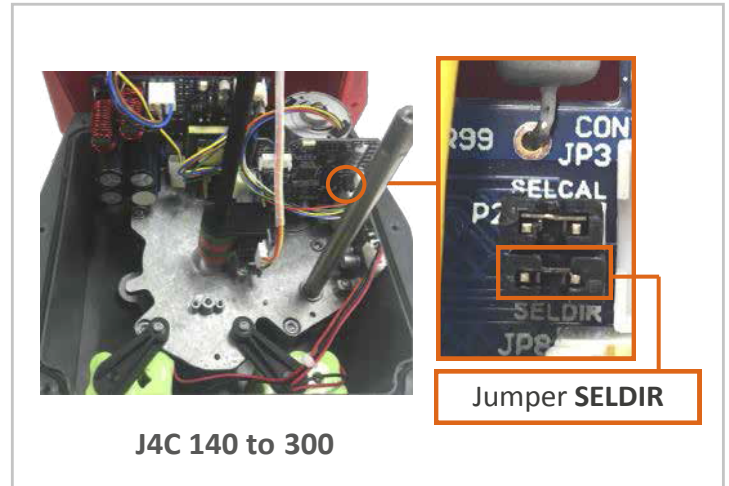 R99
CON
JP3
SELCAL
P2
SELDIR
JP8
Jumper SELDIR
J4C 140 to 300